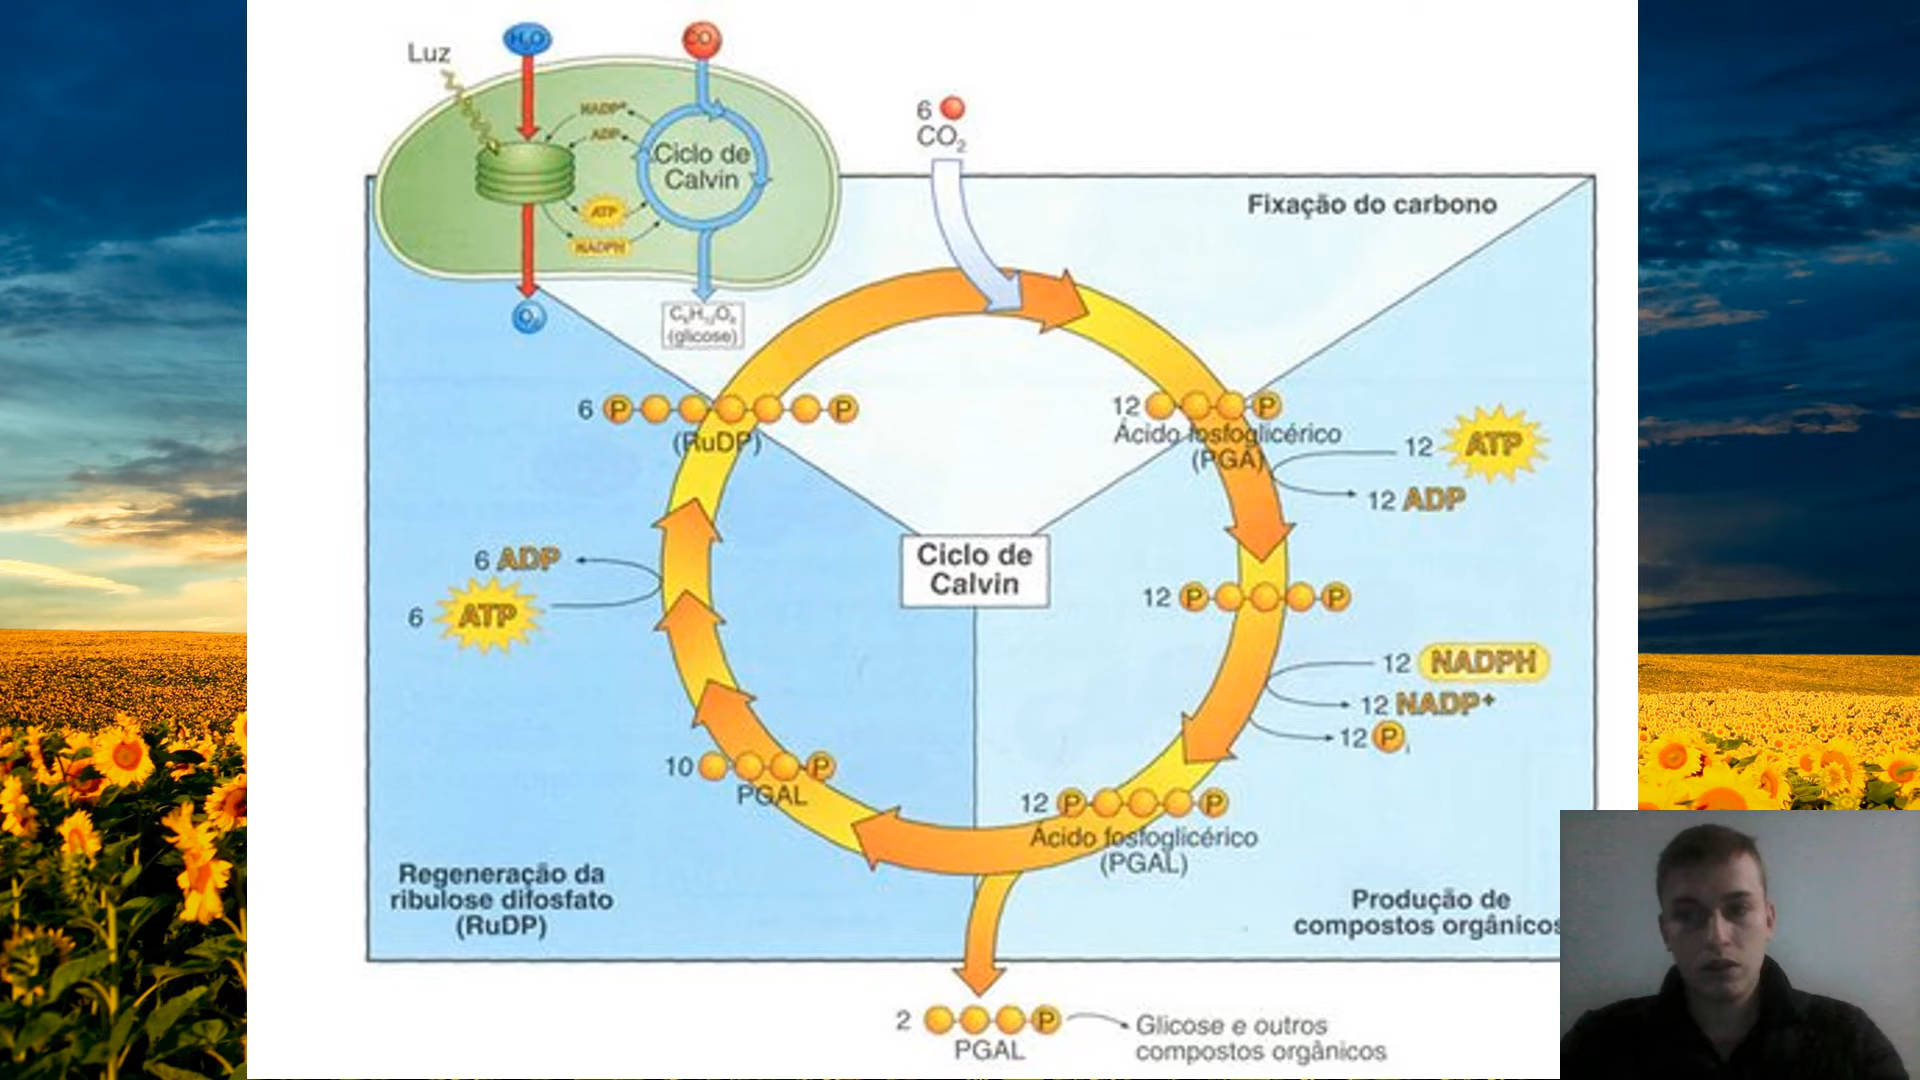 Luz
H₂O
CO
NADP⁺
ADP
Ciclo de
Calvin
ATP
NADPH
O₂
C₆H₁₂O₆
(glicose)
6
CO₂
Fixação do carbono
6 P P
(RuDP)
12 P
Ácido fosfoglicérico
(PGA)
12 ATP
12 ADP
6 ADP
6 ATP
Ciclo de
Calvin
12 P P
12 NADPH
12 NADP⁺
12 Pᵢ
10 P
PGAL
12 P P
Ácido fosfoglicérico
(PGAL)
Regeneração da
ribulose difosfato
(RuDP)
Produção de
compostos orgânicos
2 P
PGAL
Glicose e outros
compostos orgânicos